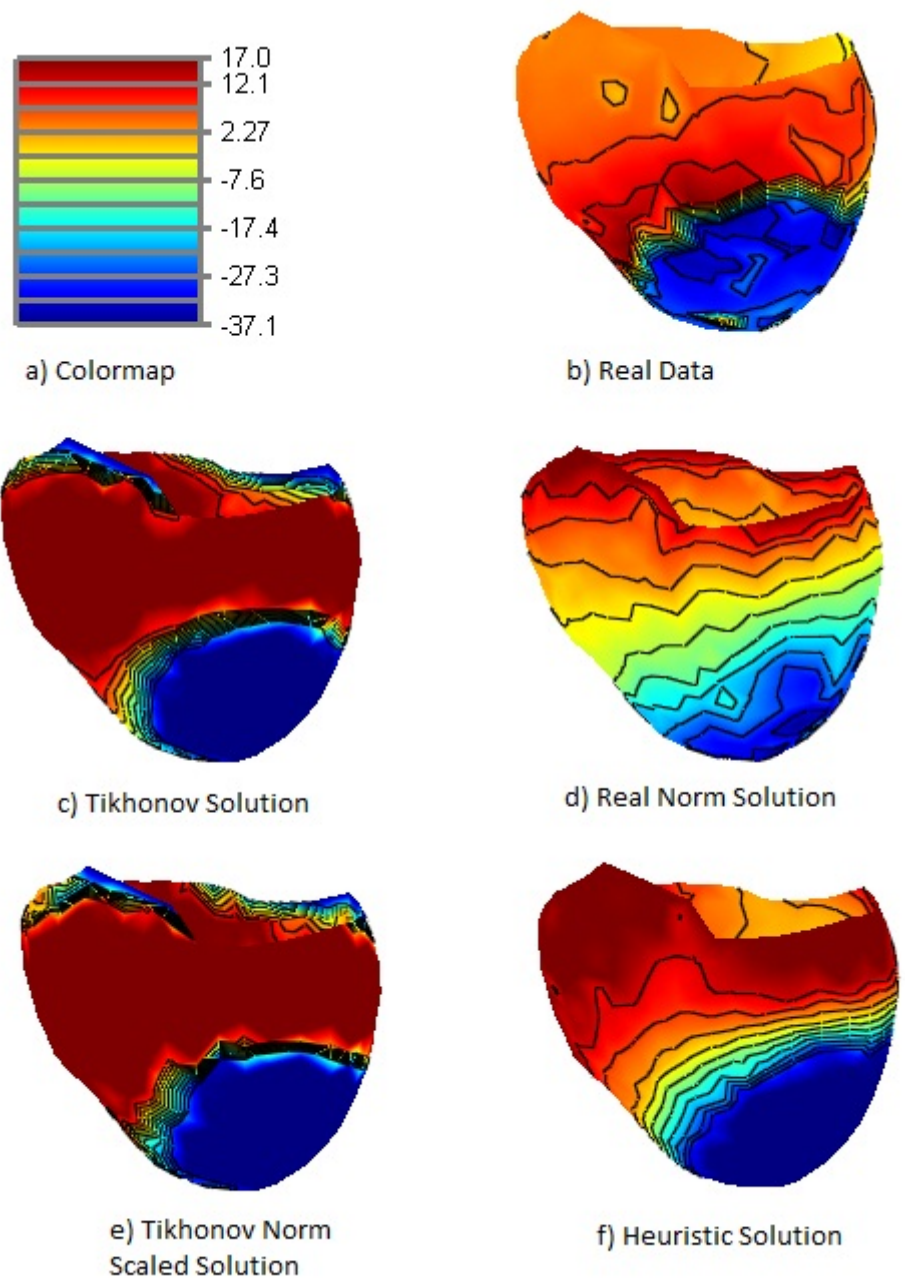 17.0
12.1
2.27
-7.6
-17.4
-27.3
-37.1
a) Colormap
b) Real Data
c) Tikhonov Solution
d) Real Norm Solution
e) Tikhonov Norm
Scaled Solution
f) Heuristic Solution